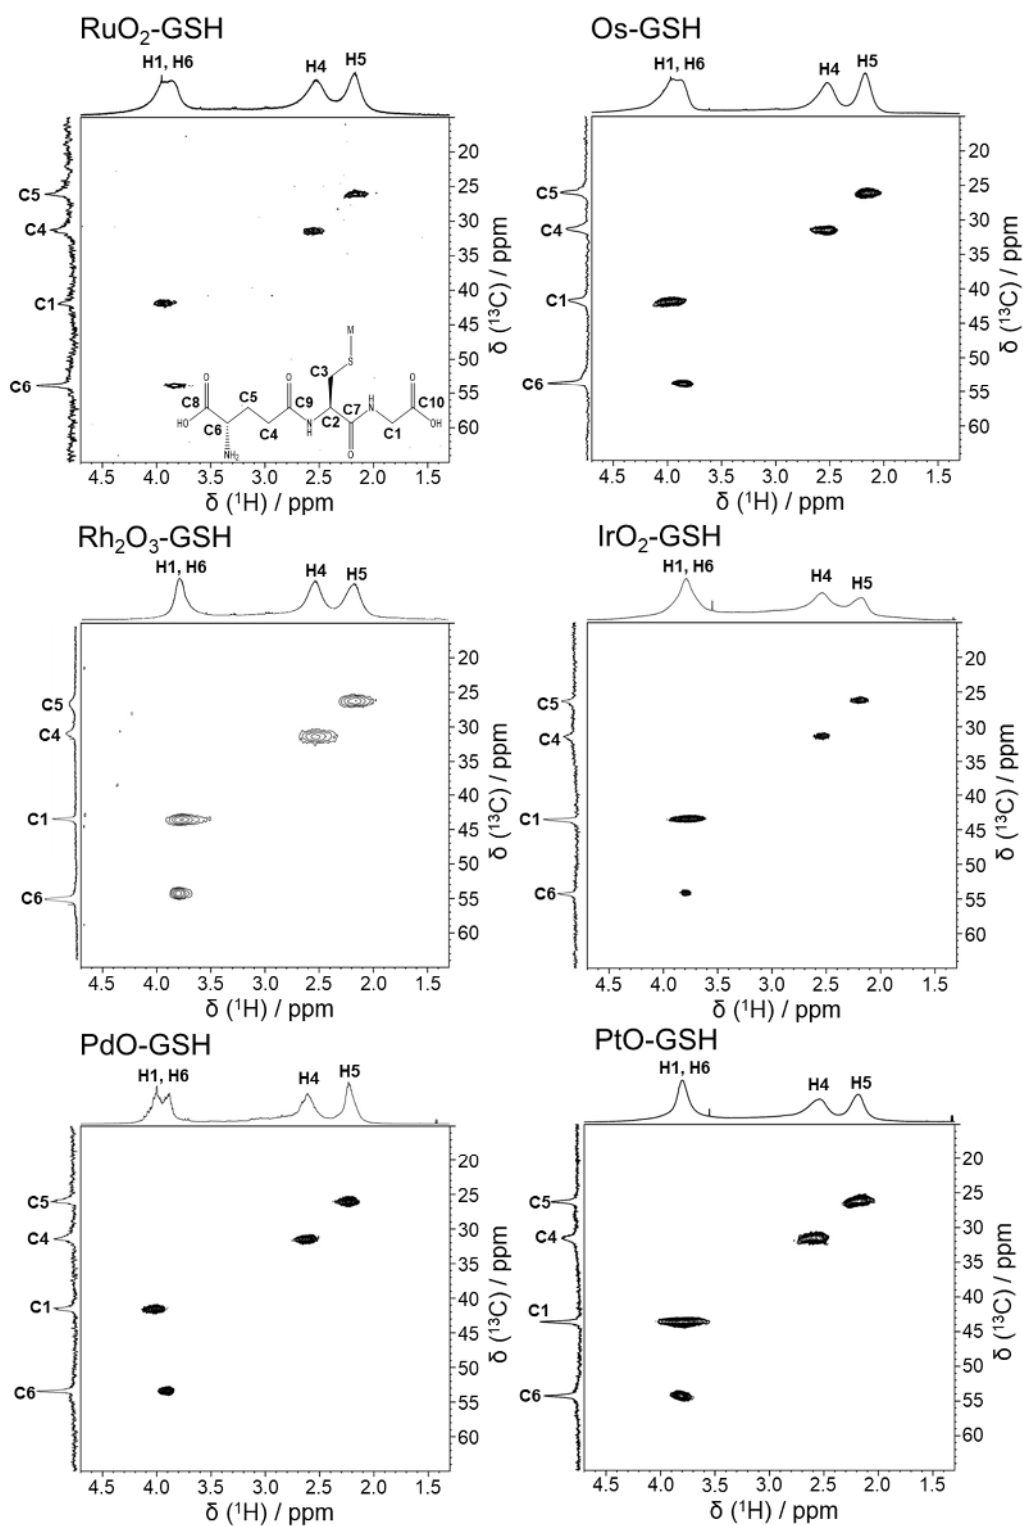 RuO₂-GSH
H1, H6
H4
H5
C5
C4
C1
C6
20
25
30
35
40
45
50
55
60
δ (¹³C) / ppm
M
S
C3
O
C8
HO
C5
C6
NH₂
C4
O
C9
N
H
C2
C7
O
H
N
C1
O
C10
OH
4.5 4.0 3.5 3.0 2.5 2.0
δ (¹H) / ppm
Os-GSH
H1, H6
H4
H5
C5
C4
C1
C6
20
25
30
35
40
45
50
55
60
δ (¹³C) / ppm
4.5 4.0 3.5 3.0 2.5 2.0 1.5
δ (¹H) / ppm
Rh₂O₃-GSH
H1, H6
H4
H5
C5
C4
C1
C6
20
25
30
35
40
45
50
55
60
δ (¹³C) / ppm
4.5 4.0 3.5 3.0 2.5 2.0 1.5
δ (¹H) / ppm
IrO₂-GSH
H1, H6
H4
H5
C5
C4
C1
C6
20
25
30
35
40
45
50
55
60
δ (¹³C) / ppm
4.5 4.0 3.5 3.0 2.5 2.0 1.5
δ (¹H) / ppm
PdO-GSH
H1, H6
H4
H5
C5
C4
C1
C6
20
25
30
35
40
45
50
55
60
δ (¹³C) / ppm
4.5 4.0 3.5 3.0 2.5 2.0 1.5
δ (¹H) / ppm
PtO-GSH
H1, H6
H4
H5
C5
C4
C1
C6
20
25
30
35
40
45
50
55
60
δ (¹³C) / ppm
4.5 4.0 3.5 3.0 2.5 2.0 1.5
δ (¹H) / ppm